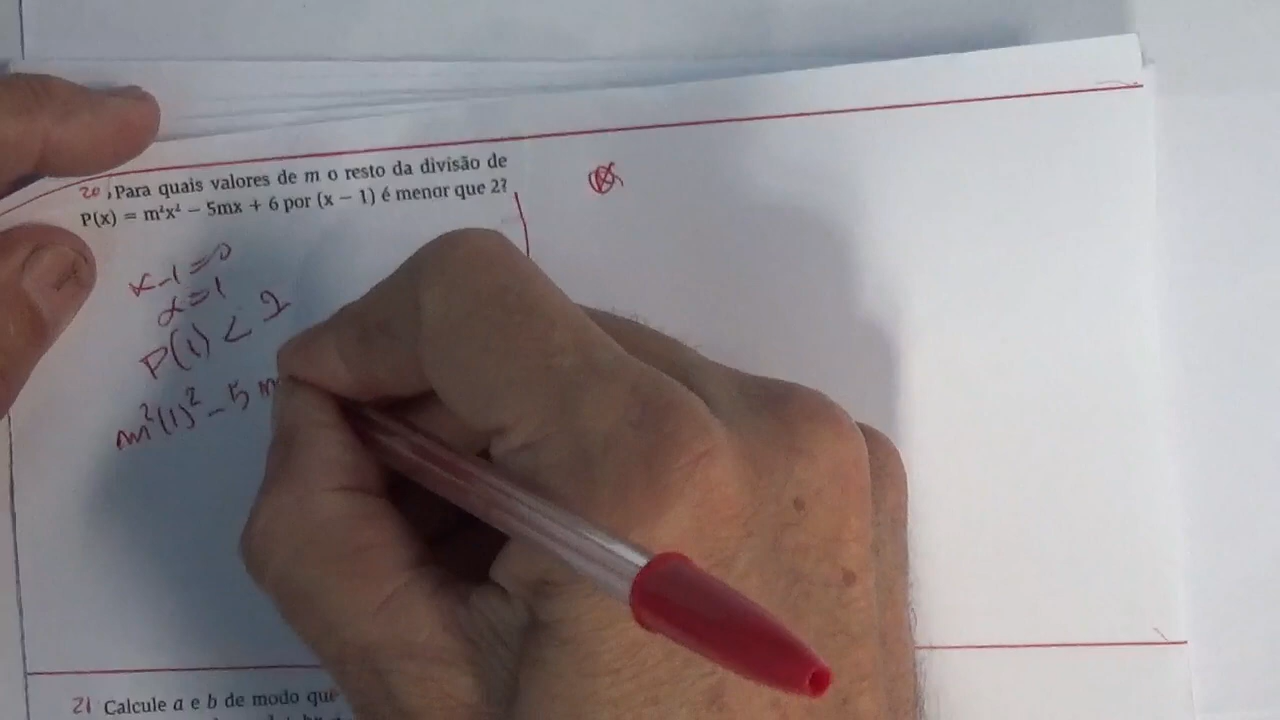 20, Para quais valores de m o resto da divisão de
P(x) = m²x² − 5mx + 6 por (x − 1) é menor que 2?
x-1=0
x=1
P(1) < 2
m²(1)² - 5m
21 Calcule a e b de modo que